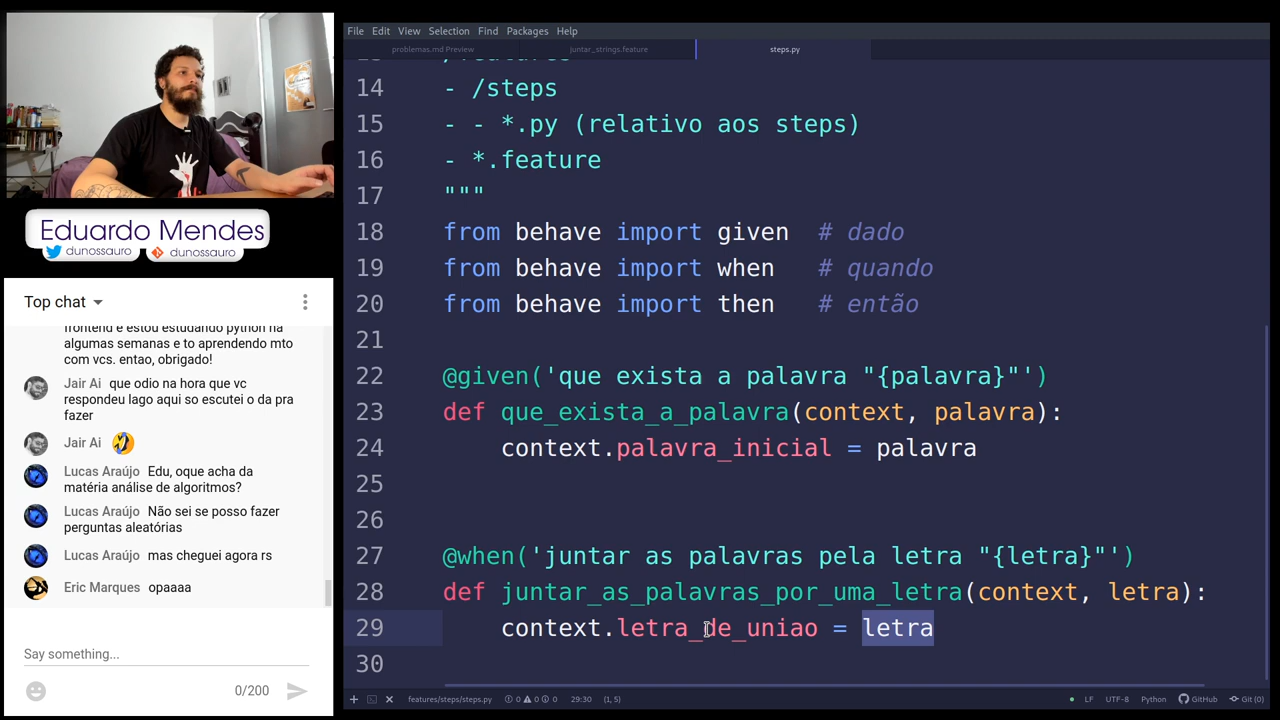 File Edit View Selection Find Packages Help
problemas.md Preview
juntar_strings.feature
steps.py
14 - /steps
15 - - *.py (relativo aos steps)
16 - *.feature
17 """
18 from behave import given  # dado
19 from behave import when   # quando
20 from behave import then   # então
21
22 @given('que exista a palavra "{palavra}"')
23 def que_exista_a_palavra(context, palavra):
24     context.palavra_inicial = palavra
25
26
27 @when('juntar as palavras pela letra "{letra}"')
28 def juntar_as_palavras_por_uma_letra(context, letra):
29     context.letra_de_uniao = letra
30
features/steps/steps.py 0 0 0 29:30 (1, 5) LF UTF-8 Python GitHub Git (0)
Eduardo Mendes
dunossauro dunossauro
Top chat
frontend e estou estudando python na
algumas semanas e to aprendendo mto
com vcs. entao, obrigado!
Jair Ai que odio na hora que vc
respondeu Iago aqui so escutei o da pra
fazer
Jair Ai
Lucas Araújo Edu, oque acha da
matéria análise de algoritmos?
Lucas Araújo Não sei se posso fazer
perguntas aleatórias
Lucas Araújo mas cheguei agora rs
Eric Marques opaaaa
Say something...
0/200